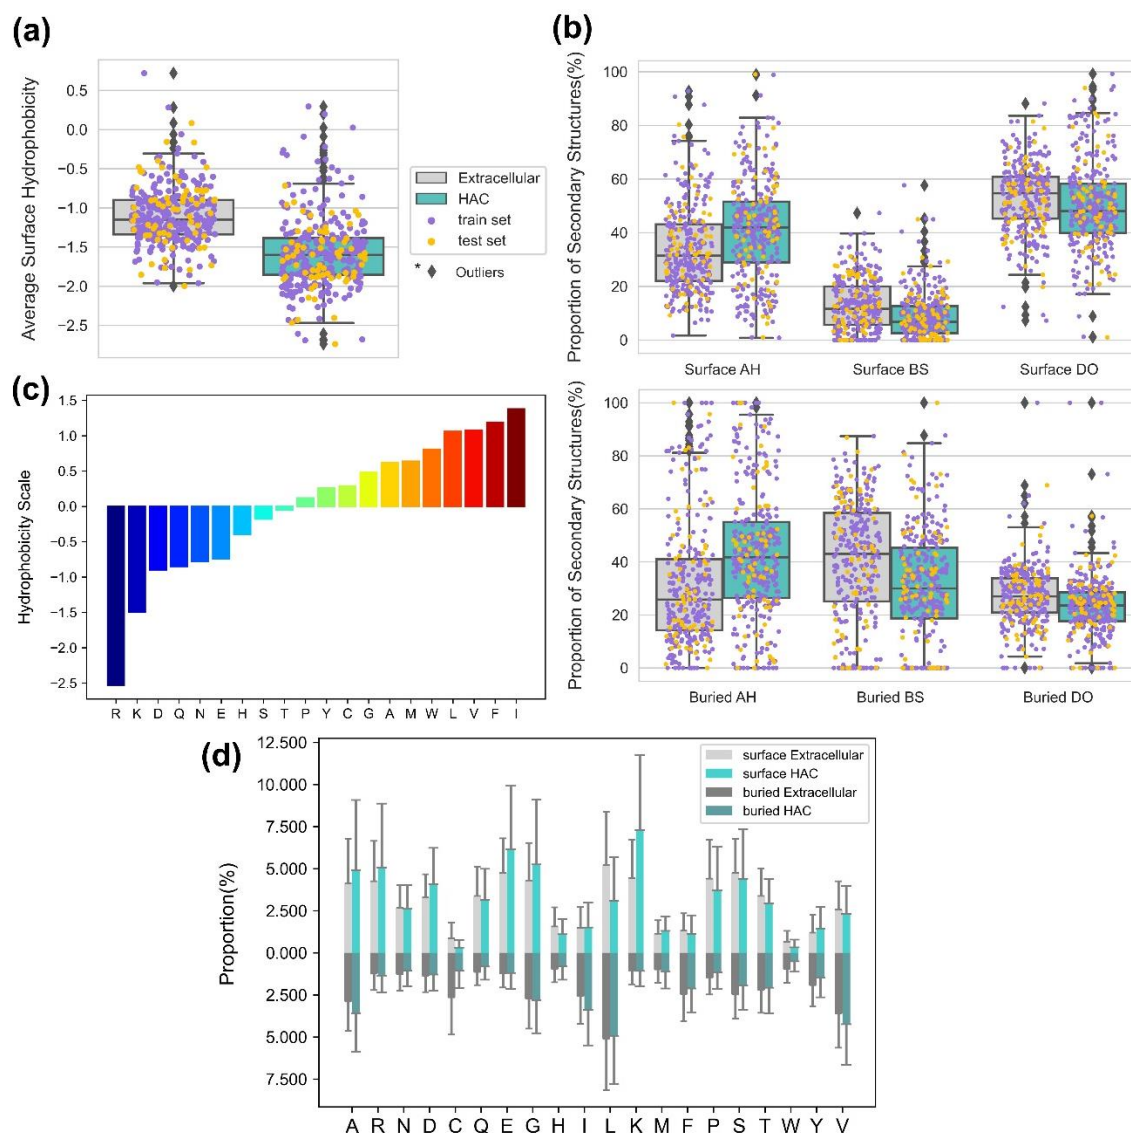 (a)
Average Surface Hydrophobicity
0.5
0.0
−0.5
−1.0
−1.5
−2.0
−2.5
Extracellular
HAC
train set
test set
* Outliers
(b)
Proportion of Secondary Structures(%)
100
80
60
40
20
0
Surface AH Surface BS Surface DO
Proportion of Secondary Structures(%)
100
80
60
40
20
0
Buried AH Buried BS Buried DO
(c)
Hydrophobicity Scale
1.5
1.0
0.5
0.0
−0.5
−1.0
−1.5
−2.0
−2.5
R K D Q N E H S T P Y C G A M W L V F I
(d)
Proportion(%)
12.500
10.000
7.500
5.000
2.500
0.000
2.500
5.000
7.500
surface Extracellular
surface HAC
buried Extracellular
buried HAC
A R N D C Q E G H I L K M F P S T W Y V